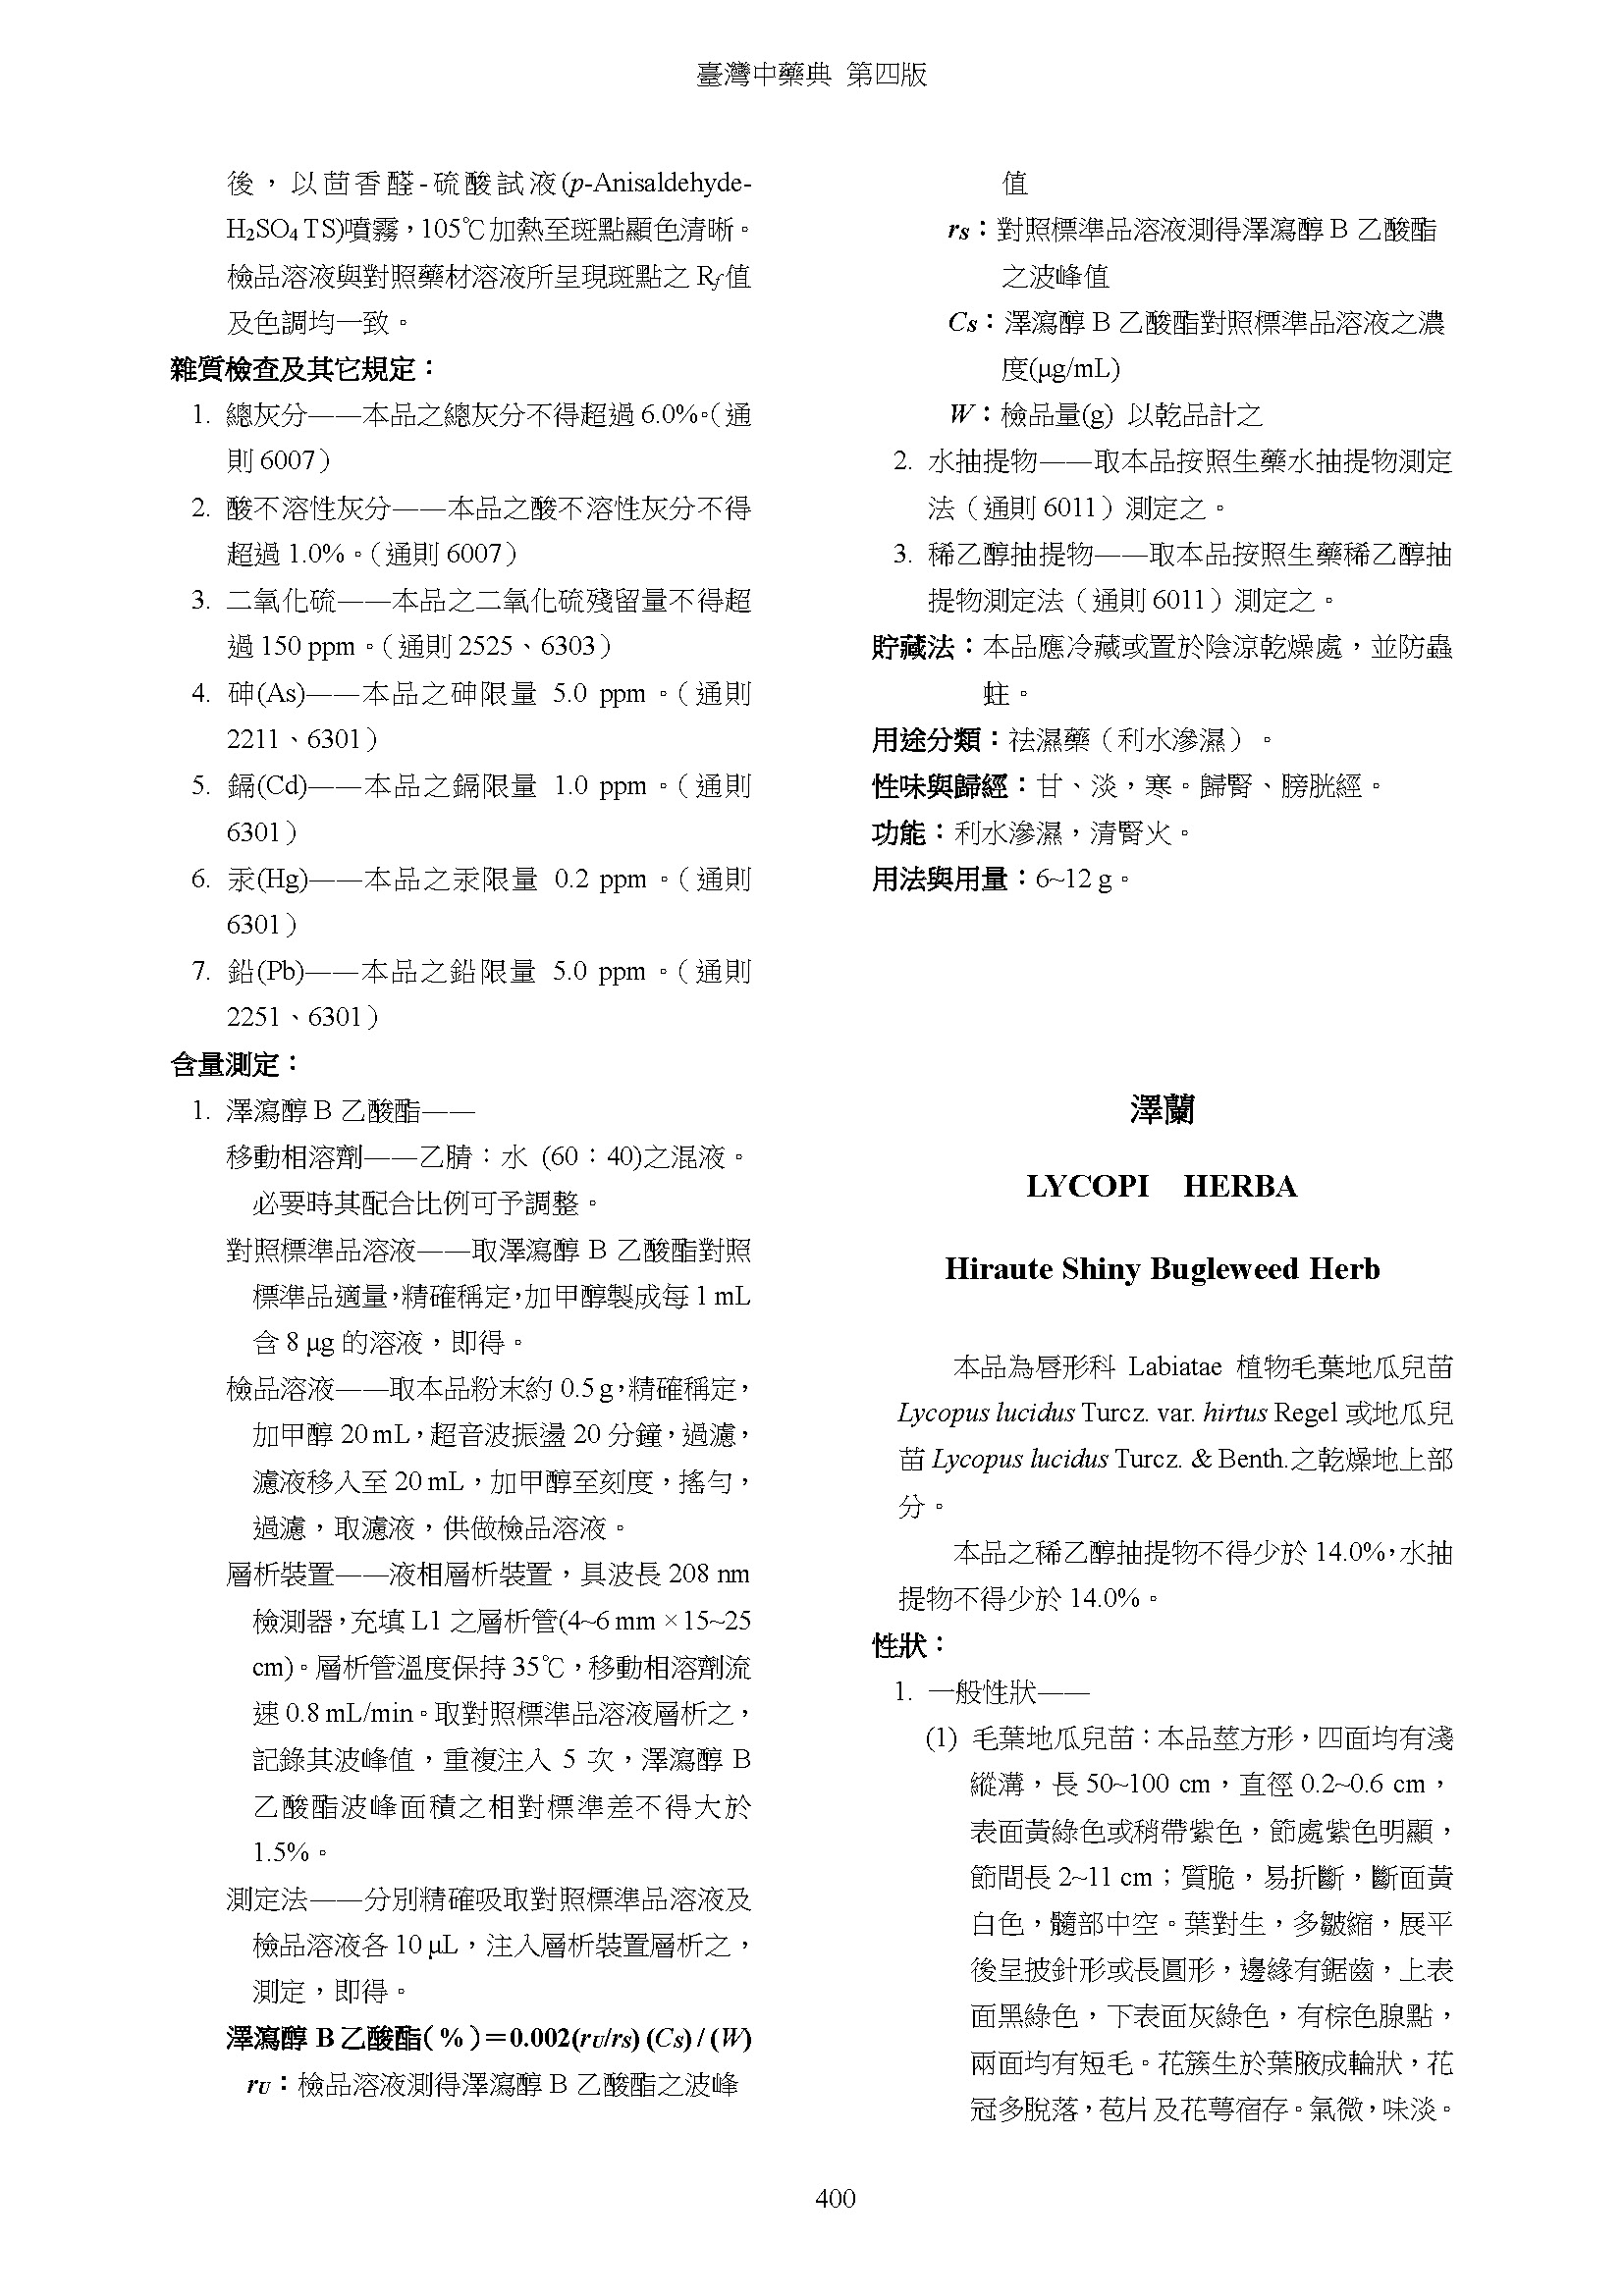 臺灣中藥典 第四版
後，以茴香醛-硫酸試液(p-Anisaldehyde-
H₂SO₄ TS)噴霧，105℃加熱至斑點顯色清晰。
檢品溶液與對照藥材溶液所呈現斑點之 Rf 值
及色調均一致。
雜質檢查及其它規定：
1. 總灰分——本品之總灰分不得超過 6.0%。（通
則 6007）
2. 酸不溶性灰分——本品之酸不溶性灰分不得
超過 1.0%。（通則 6007）
3. 二氧化硫——本品之二氧化硫殘留量不得超
過 150 ppm。（通則 2525、6303）
4. 砷(As)——本品之砷限量 5.0 ppm。（通則
2211、6301）
5. 鎘(Cd)——本品之鎘限量 1.0 ppm。（通則
6301）
6. 汞(Hg)——本品之汞限量 0.2 ppm。（通則
6301）
7. 鉛(Pb)——本品之鉛限量 5.0 ppm。（通則
2251、6301）
含量測定：
1. 澤瀉醇 B 乙酸酯——
移動相溶劑——乙腈：水 (60：40)之混液。
必要時其配合比例可予調整。
對照標準品溶液——取澤瀉醇 B 乙酸酯對照
標準品適量，精確稱定，加甲醇製成每 1 mL
含 8 μg 的溶液，即得。
檢品溶液——取本品粉末約 0.5 g，精確稱定，
加甲醇 20 mL，超音波振盪 20 分鐘，過濾，
濾液移入至 20 mL，加甲醇至刻度，搖勻，
過濾，取濾液，供做檢品溶液。
層析裝置——液相層析裝置，具波長 208 nm
檢測器，充填 L1 之層析管(4~6 mm × 15~25
cm)。層析管溫度保持 35℃，移動相溶劑流
速 0.8 mL/min。取對照標準品溶液層析之，
記錄其波峰值，重複注入 5 次，澤瀉醇 B
乙酸酯波峰面積之相對標準差不得大於
1.5%。
測定法——分別精確吸取對照標準品溶液及
檢品溶液各 10 μL，注入層析裝置層析之，
測定，即得。
澤瀉醇 B 乙酸酯（%）＝0.002(rU/rS) (CS) / (W)
rU：檢品溶液測得澤瀉醇 B 乙酸酯之波峰
值
rS：對照標準品溶液測得澤瀉醇 B 乙酸酯
之波峰值
CS：澤瀉醇 B 乙酸酯對照標準品溶液之濃
度(μg/mL)
W：檢品量(g) 以乾品計之
2. 水抽提物——取本品按照生藥水抽提物測定
法（通則 6011）測定之。
3. 稀乙醇抽提物——取本品按照生藥稀乙醇抽
提物測定法（通則 6011）測定之。
貯藏法：本品應冷藏或置於陰涼乾燥處，並防蟲
蛀。
用途分類：祛濕藥（利水滲濕）。
性味與歸經：甘、淡，寒。歸腎、膀胱經。
功能：利水滲濕，清腎火。
用法與用量：6~12 g。
澤蘭
LYCOPI HERBA
Hiraute Shiny Bugleweed Herb
本品為唇形科 Labiatae 植物毛葉地瓜兒苗
Lycopus lucidus Turcz. var. hirtus Regel 或地瓜兒
苗 Lycopus lucidus Turcz. & Benth.之乾燥地上部
分。
本品之稀乙醇抽提物不得少於 14.0%，水抽
提物不得少於 14.0%。
性狀：
1. 一般性狀——
(1) 毛葉地瓜兒苗：本品莖方形，四面均有淺
縱溝，長 50~100 cm，直徑 0.2~0.6 cm，
表面黃綠色或稍帶紫色，節處紫色明顯，
節間長 2~11 cm；質脆，易折斷，斷面黃
白色，髓部中空。葉對生，多皺縮，展平
後呈披針形或長圓形，邊緣有鋸齒，上表
面黑綠色，下表面灰綠色，有棕色腺點，
兩面均有短毛。花簇生於葉腋成輪狀，花
冠多脫落，苞片及花萼宿存。氣微，味淡。
400